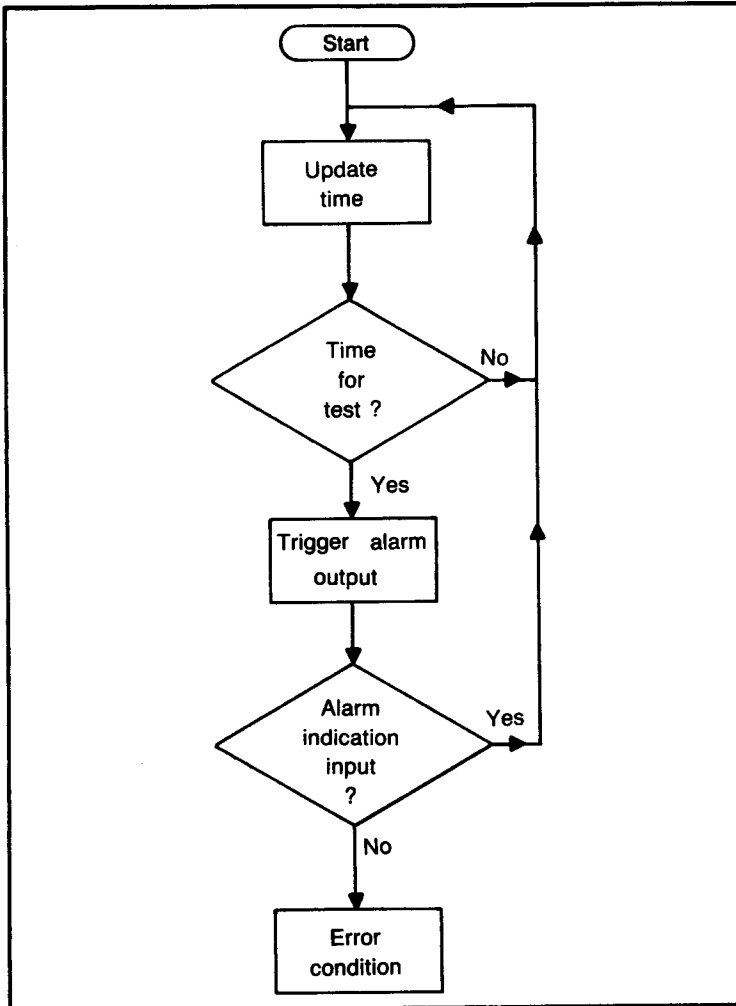 Start
Update
time
Time
for
test ?
No
Yes
Trigger alarm
output
Alarm
indication
input
?
Yes
No
Error
condition